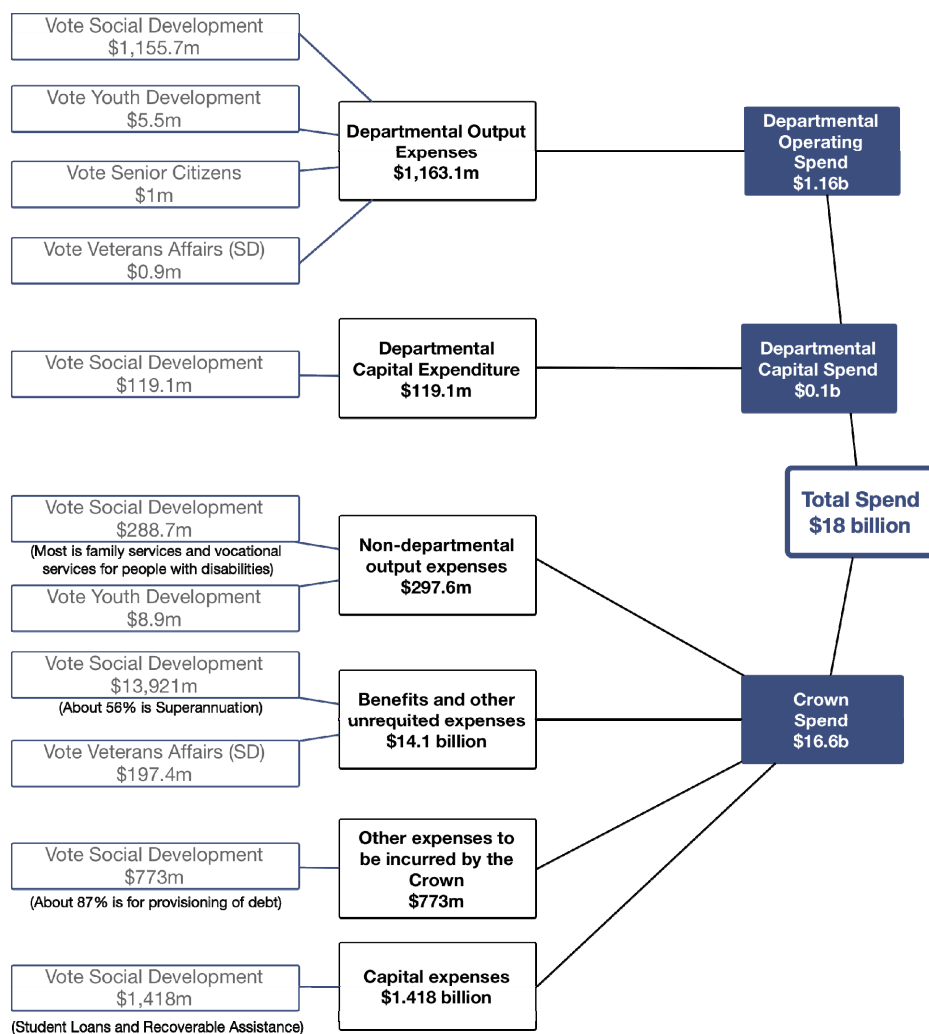 Vote Social Development
$1,155.7m
Vote Youth Development
$5.5m
Vote Senior Citizens
$1m
Vote Veterans Affairs (SD)
$0.9m
Departmental Output
Expenses
$1,163.1m
Departmental
Operating
Spend
$1.16b
Vote Social Development
$119.1m
Departmental
Capital Expenditure
$119.1m
Departmental
Capital Spend
$0.1b
Total Spend
$18 billion
Vote Social Development
$288.7m
(Most is family services and vocational
services for people with disabilities)
Vote Youth Development
$8.9m
Non-departmental
output expenses
$297.6m
Vote Social Development
$13,921m
(About 56% is Superannuation)
Vote Veterans Affairs (SD)
$197.4m
Benefits and other
unrequited expenses
$14.1 billion
Crown
Spend
$16.6b
Vote Social Development
$773m
(About 87% is for provisioning of debt)
Other expenses to
be incurred by the
Crown
$773m
Vote Social Development
$1,418m
(Student Loans and Recoverable Assistance)
Capital expenses
$1.418 billion